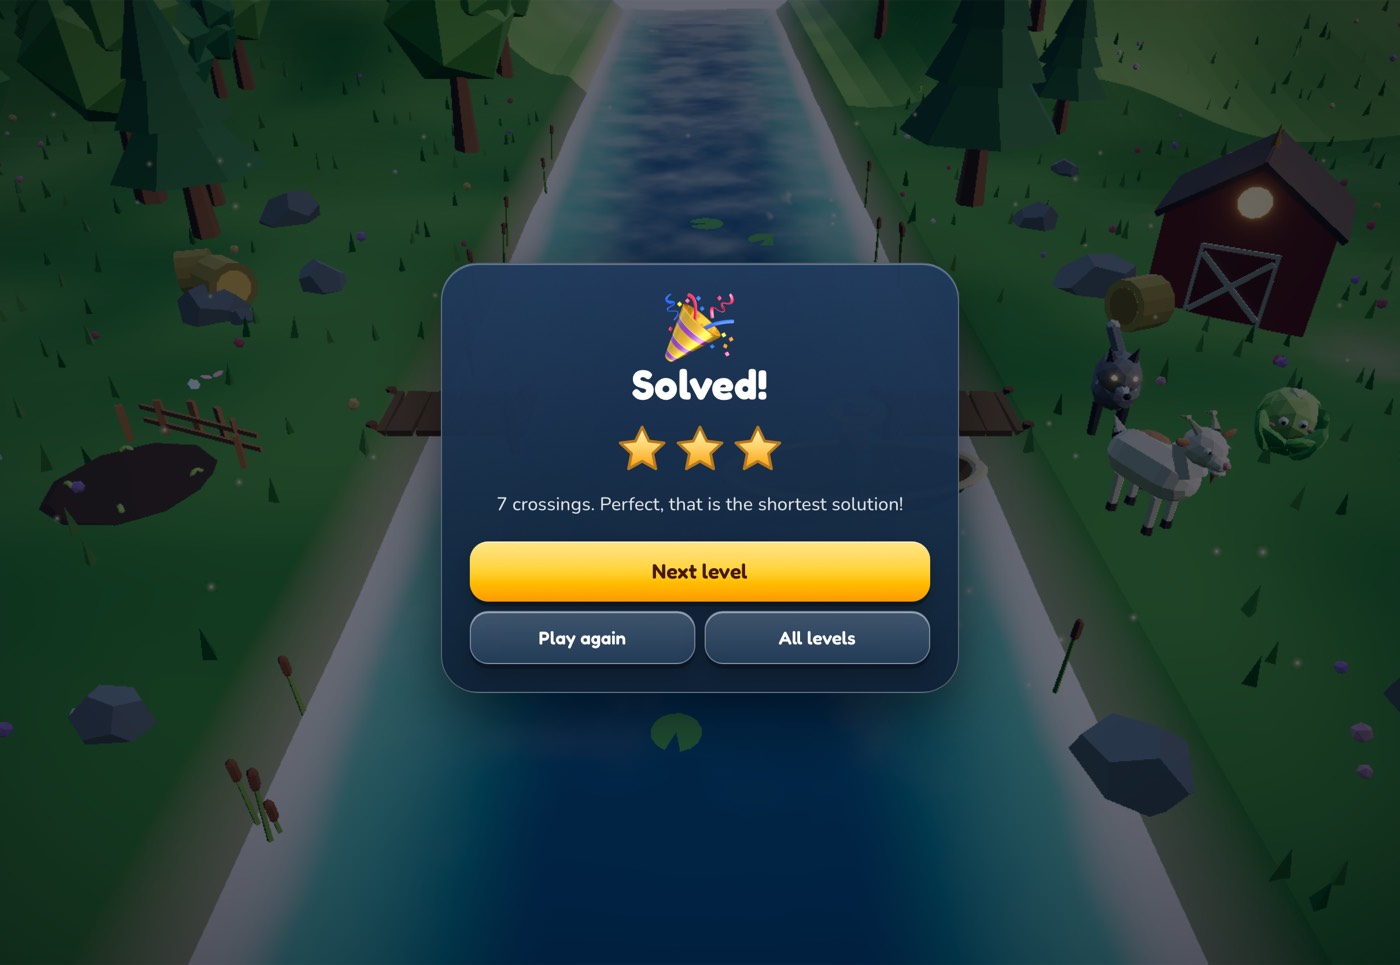 Solved!
7 crossings. Perfect, that is the shortest solution!
Next level
Play again
All levels